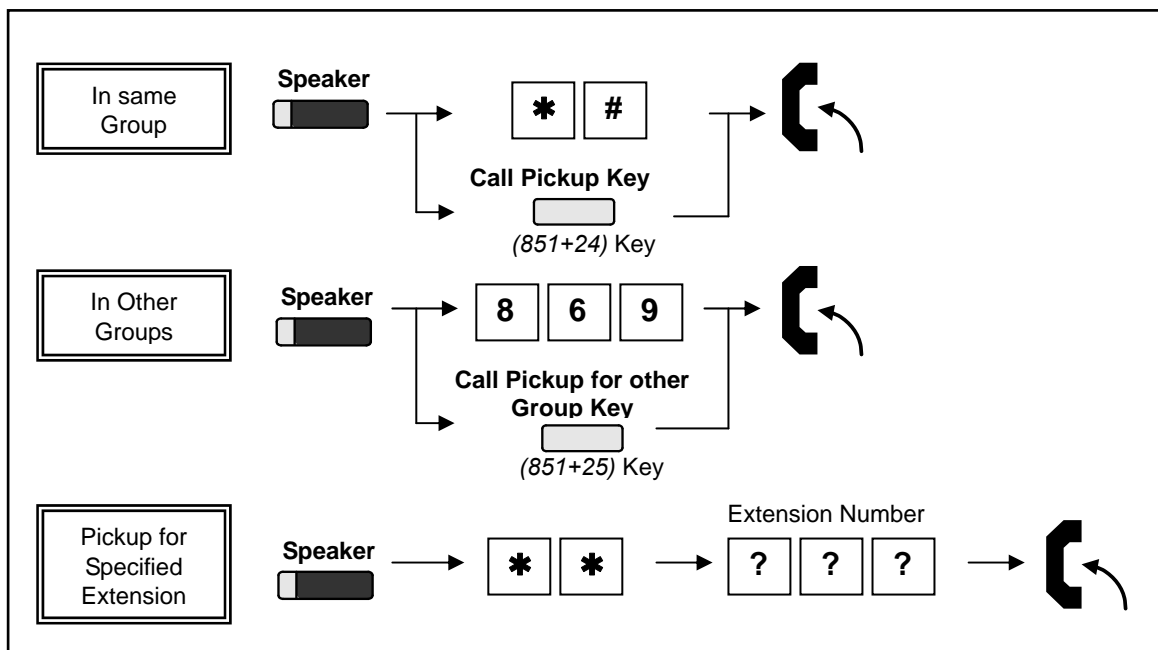 In same
Group
Speaker
✱ #
Call Pickup Key
(851+24) Key
In Other
Groups
Speaker
8 6 9
Call Pickup for other
Group Key
(851+25) Key
Pickup for
Specified
Extension
Speaker
✱ ✱
Extension Number
? ? ?